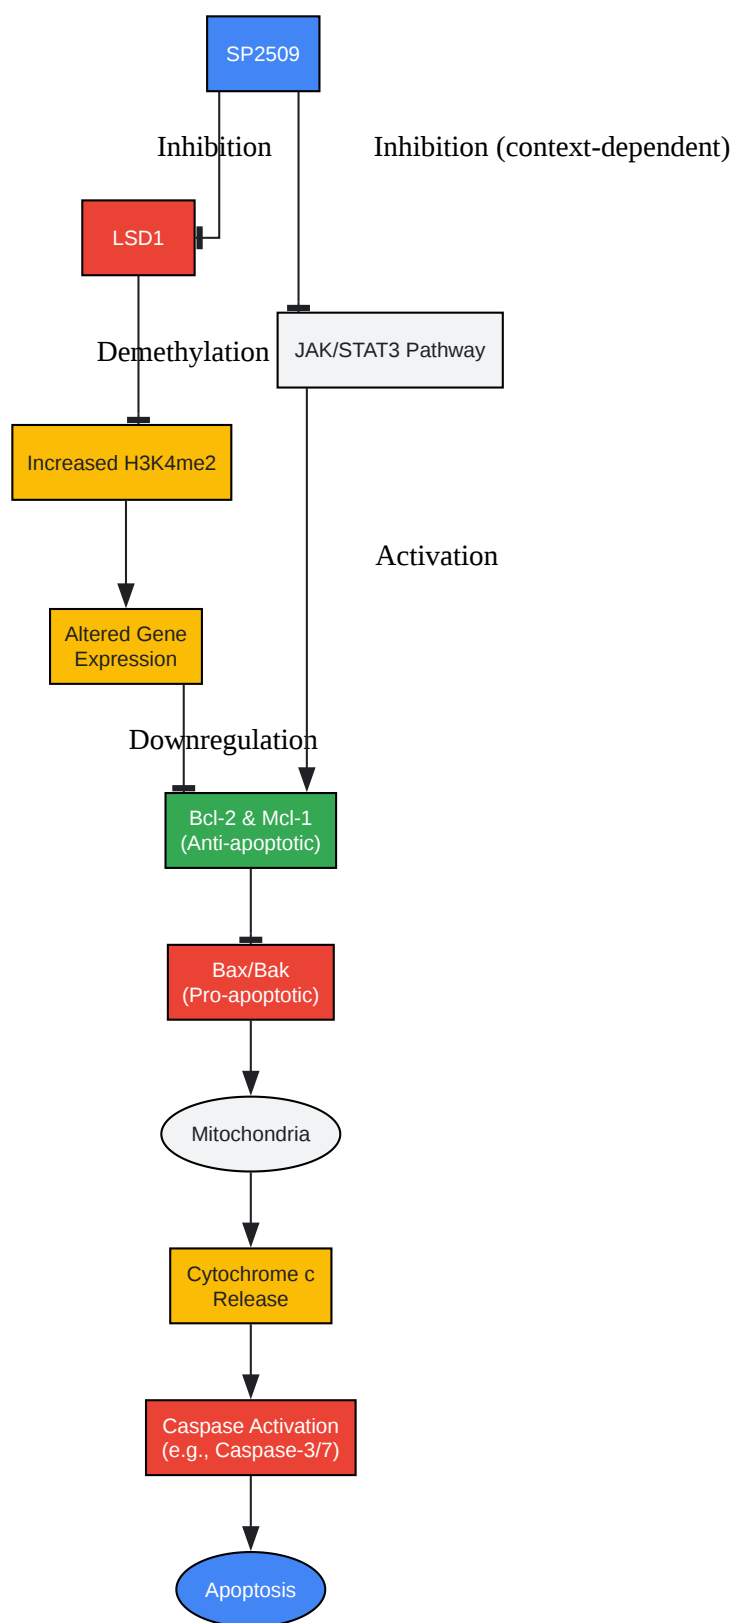 SP2509
Inhibition
Inhibition (context-dependent)
LSD1
Demethylation
JAK/STAT3 Pathway
Increased H3K4me2
Activation
Altered Gene
Expression
Downregulation
Bcl-2 & Mcl-1
(Anti-apoptotic)
Bax/Bak
(Pro-apoptotic)
Mitochondria
Cytochrome c
Release
Caspase Activation
(e.g., Caspase-3/7)
Apoptosis